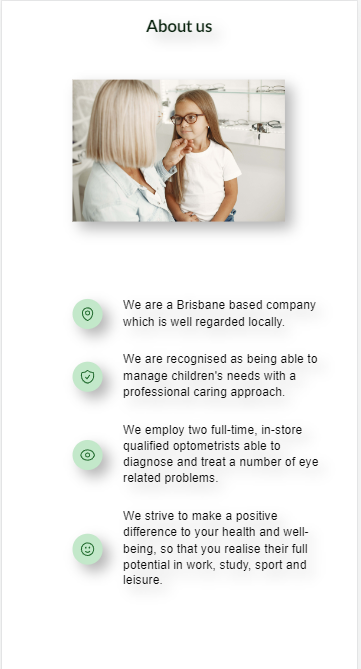 About us
We are a Brisbane based company
which is well regarded locally.
We are recognised as being able to
manage children's needs with a
professional caring approach.
We employ two full-time, in-store
qualified optometrists able to
diagnose and treat a number of eye
related problems.
We strive to make a positive
difference to your health and well-
being, so that you realise their full
potential in work, study, sport and
leisure.